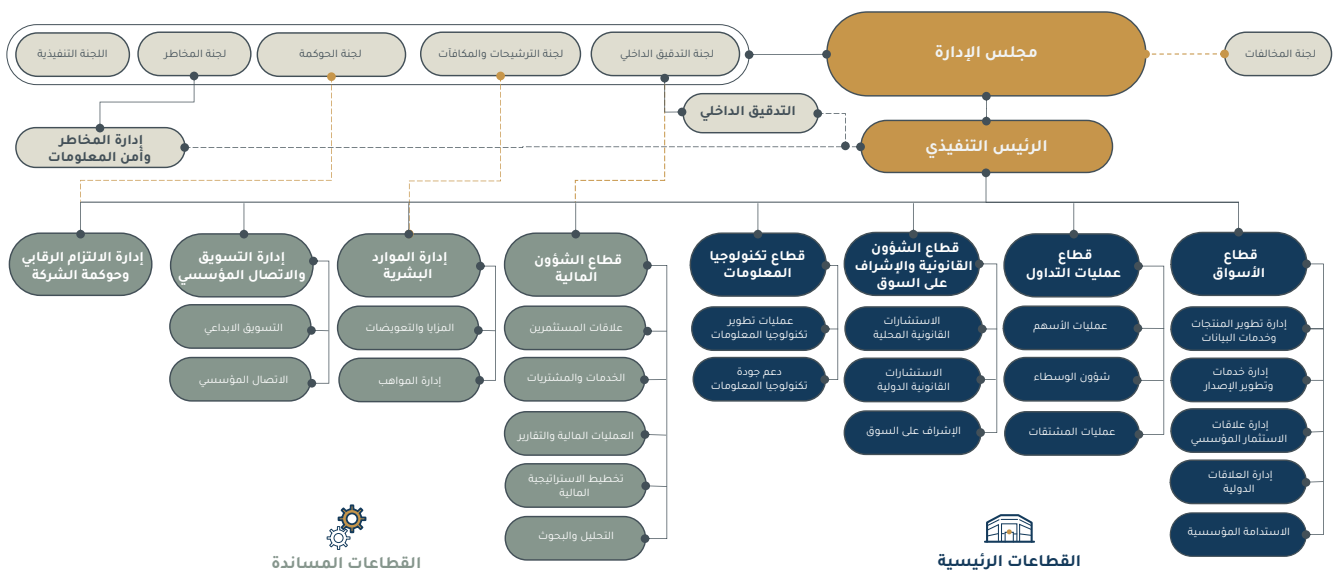 لجنة المخالفات
مجلس الإدارة
لجنة التدقيق الداخلي
لجنة الترشيحات والمكافآت
لجنة الحوكمة
لجنة المخاطر
اللجنة التنفيذية
التدقيق الداخلي
الرئيس التنفيذي
إدارة المخاطر
وأمن المعلومات
قطاع
الأسواق
إدارة تطوير المنتجات
وخدمات البيانات
إدارة خدمات
وتطوير الإصدار
إدارة علاقات
الاستثمار المؤسسي
إدارة العلاقات
الدولية
الاستدامة المؤسسية
قطاع
عمليات التداول
عمليات الأسهم
شؤون الوسطاء
عمليات المشتقات
قطاع الشؤون
القانونية والإشراف
على السوق
الاستشارات
القانونية المحلية
الاستشارات
القانونية الدولية
الإشراف على السوق
قطاع تكنولوجيا
المعلومات
عمليات تطوير
تكنولوجيا المعلومات
دعم جودة
تكنولوجيا المعلومات
قطاع الشؤون
المالية
علاقات المستثمرين
الخدمات والمشتريات
العمليات المالية والتقارير
تخطيط الاستراتيجية
المالية
التحليل والبحوث
إدارة الموارد
البشرية
المزايا والتعويضات
إدارة المواهب
إدارة التسويق
والاتصال المؤسسي
التسويق الابداعي
الاتصال المؤسسي
إدارة الالتزام الرقابي
وحوكمة الشركة
القطاعات الرئيسية
القطاعات المساندة